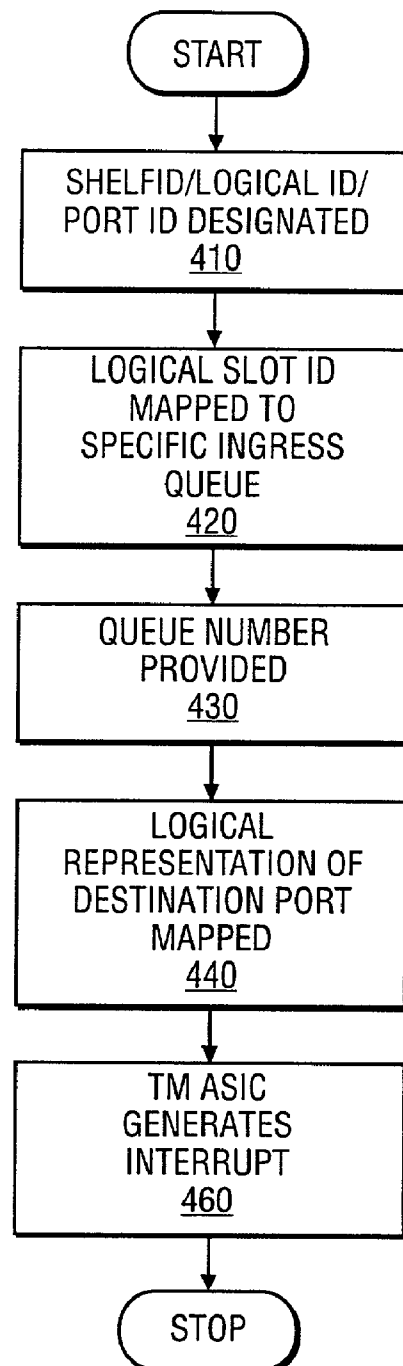 START
SHELFID/LOGICAL ID/
PORT ID DESIGNATED
410
LOGICAL SLOT ID
MAPPED TO
SPECIFIC INGRESS
QUEUE
420
QUEUE NUMBER
PROVIDED
430
LOGICAL
REPRESENTATION OF
DESTINATION PORT
MAPPED
440
TM ASIC
GENERATES
INTERRUPT
460
STOP